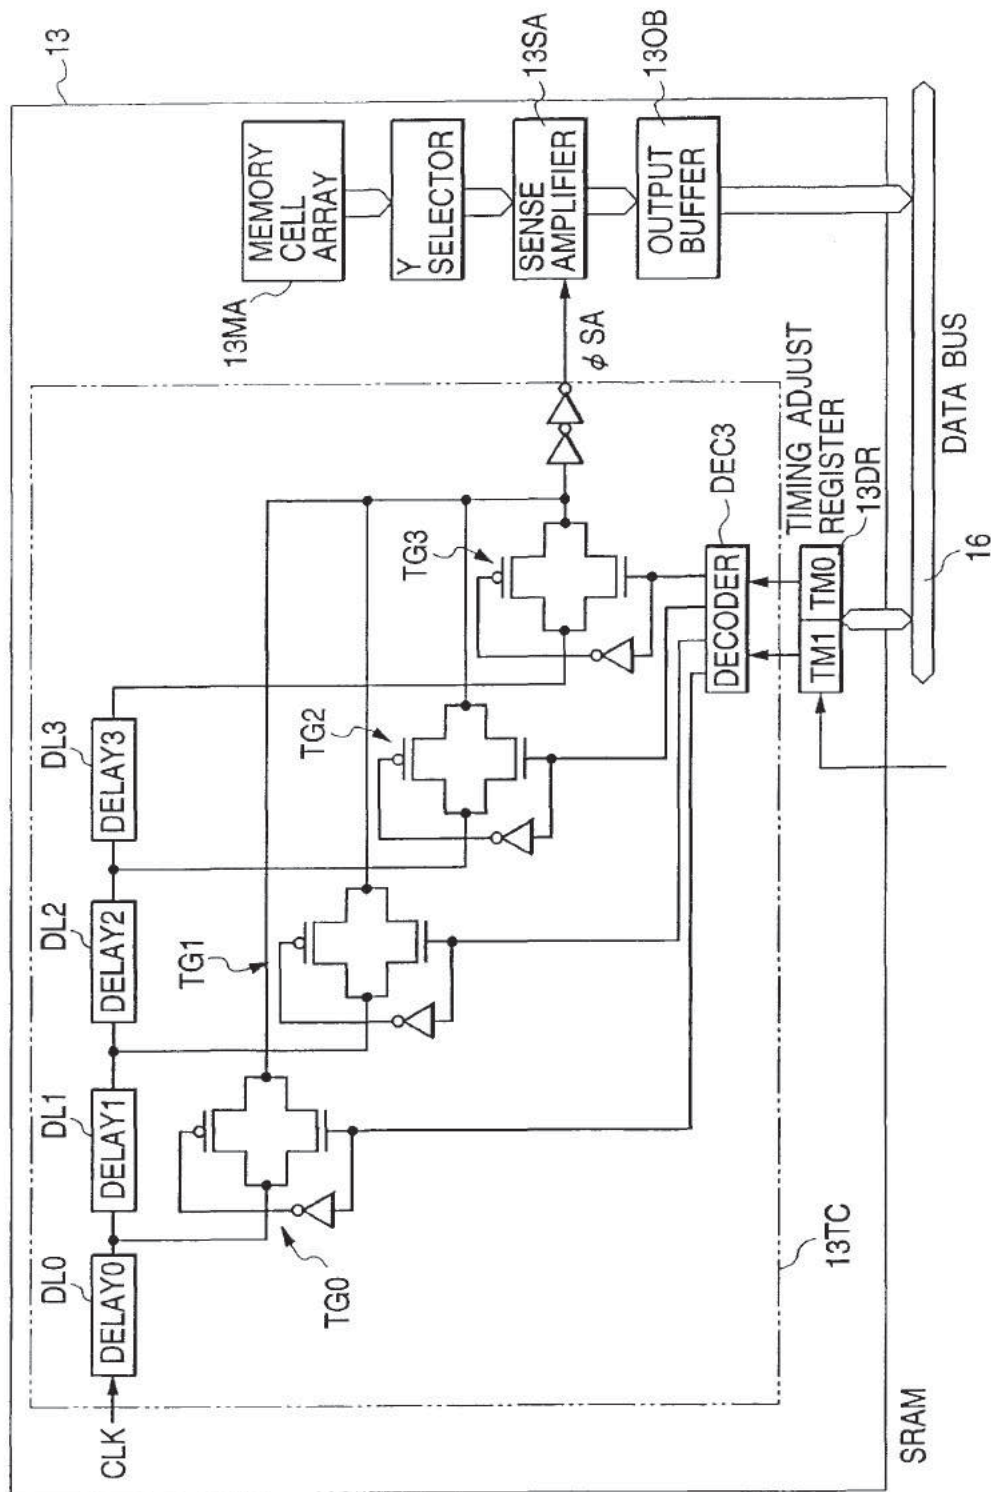 13
MEMORY
CELL
ARRAY
13MA
Y
SELECTOR
SENSE
AMPLIFIER
13SA
OUTPUT
BUFFER
13OB
φSA
DL0
DELAY0
DL1
DELAY1
DL2
DELAY2
DL3
DELAY3
CLK
TG0
TG1
TG2
TG3
DECODER
DEC3
TIMING ADJUST
REGISTER
13DR
TM1
TM0
13TC
16
DATA BUS
SRAM